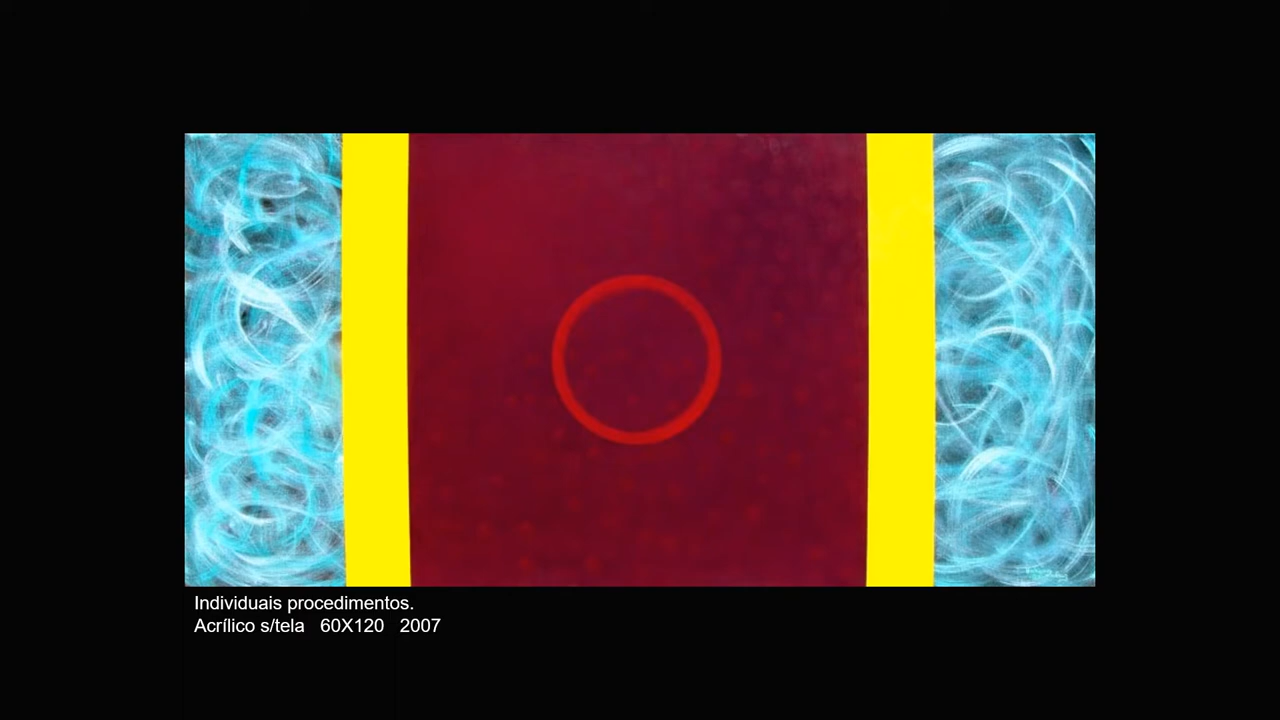 Individuais procedimentos.
Acrílico s/tela 60X120 2007